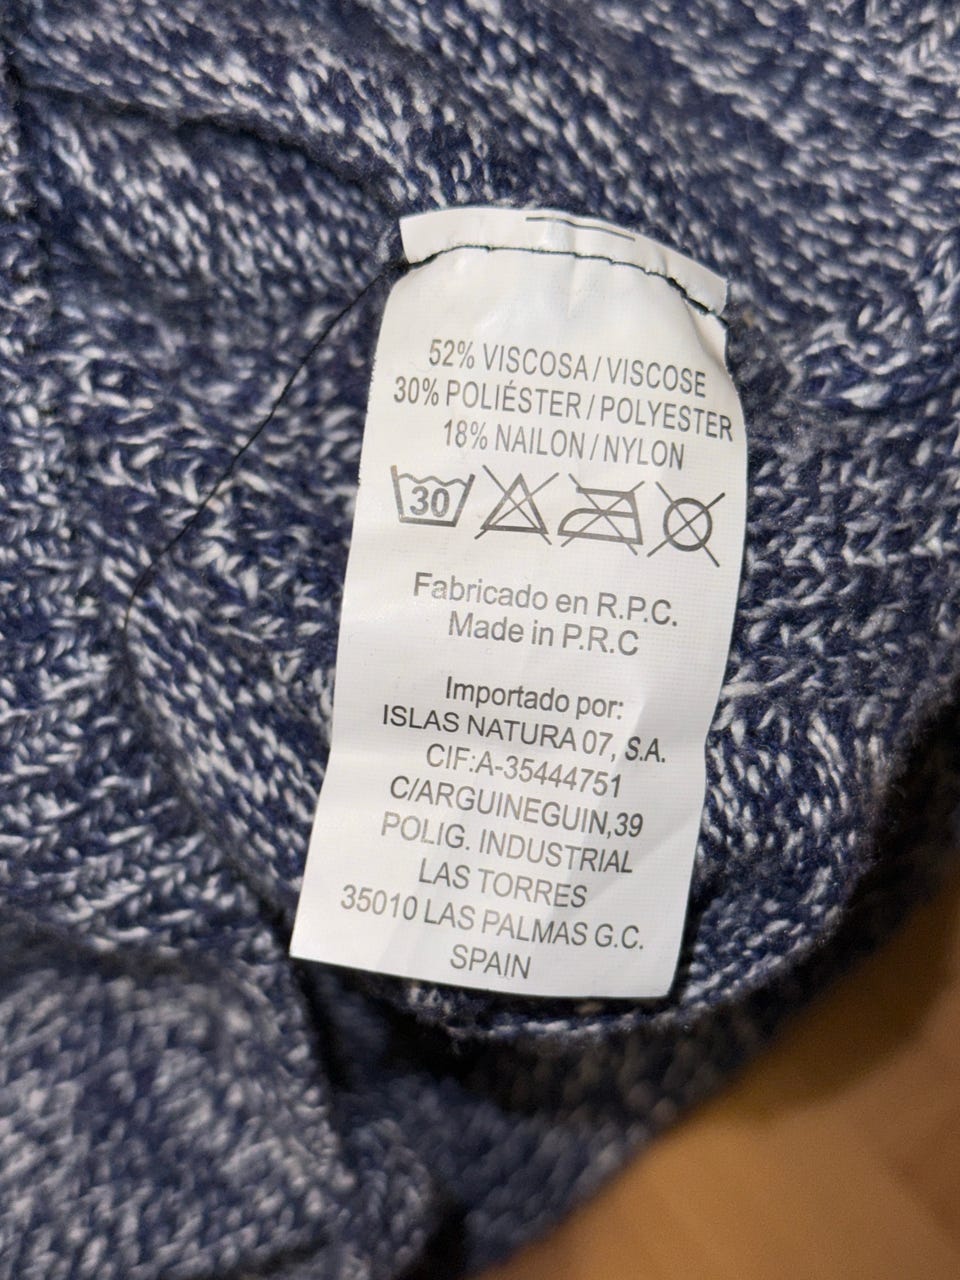 52% VISCOSA / VISCOSE
30% POLIÉSTER / POLYESTER
18% NAILON / NYLON
30
Fabricado en R.P.C.
Made in P.R.C
Importado por:
ISLAS NATURA 07, S.A.
CIF:A-35444751
C/ARGUINEGUIN,39
POLIG. INDUSTRIAL
LAS TORRES
35010 LAS PALMAS G.C.
SPAIN